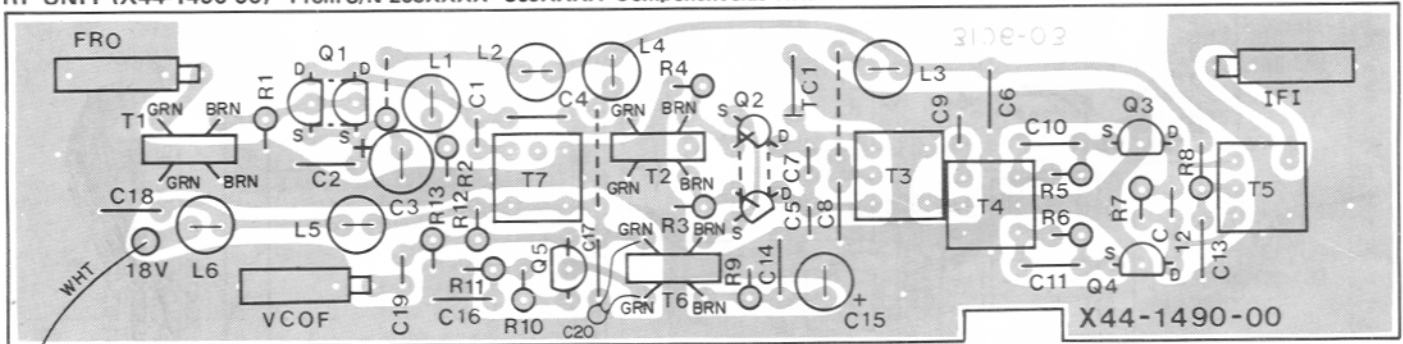 FRO
Q1
L1
L2
L4
R4
TC1
L3
IFI
D D
R1
C1
C4
GRN BRN
Q2
S
D
C9
C6
Q3
S D
GRN BRN
T1
S S
+
C2
C3
R2
T7
T2
C7
T3
C10
R5
R8
T5
GRN BRN
C18
R13
R12
GRN BRN
R3
D
S
C5
C8
T4
R6
R7
C12
C13
L5
L6
18V
WHT
Q5
C17
GRN BRN
R9
C14
C11
S D
Q4
VCOF
C19
R11
C16
R10
C20
GRN BRN
T6
+
C15
X44-1490-00